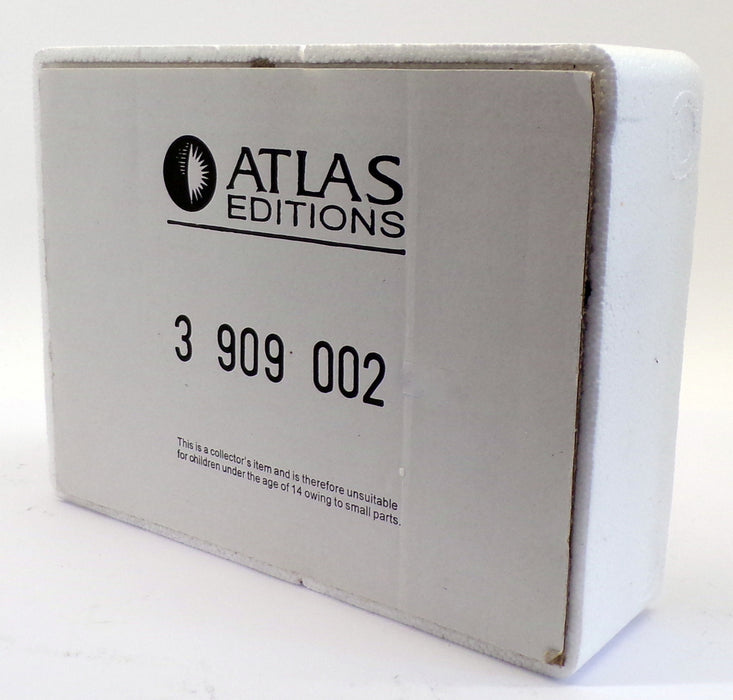 ATLAS
EDITIONS
3 909 002
This is a collector's item and is therefore unsuitable
for children under the age of 14 owing to small parts.